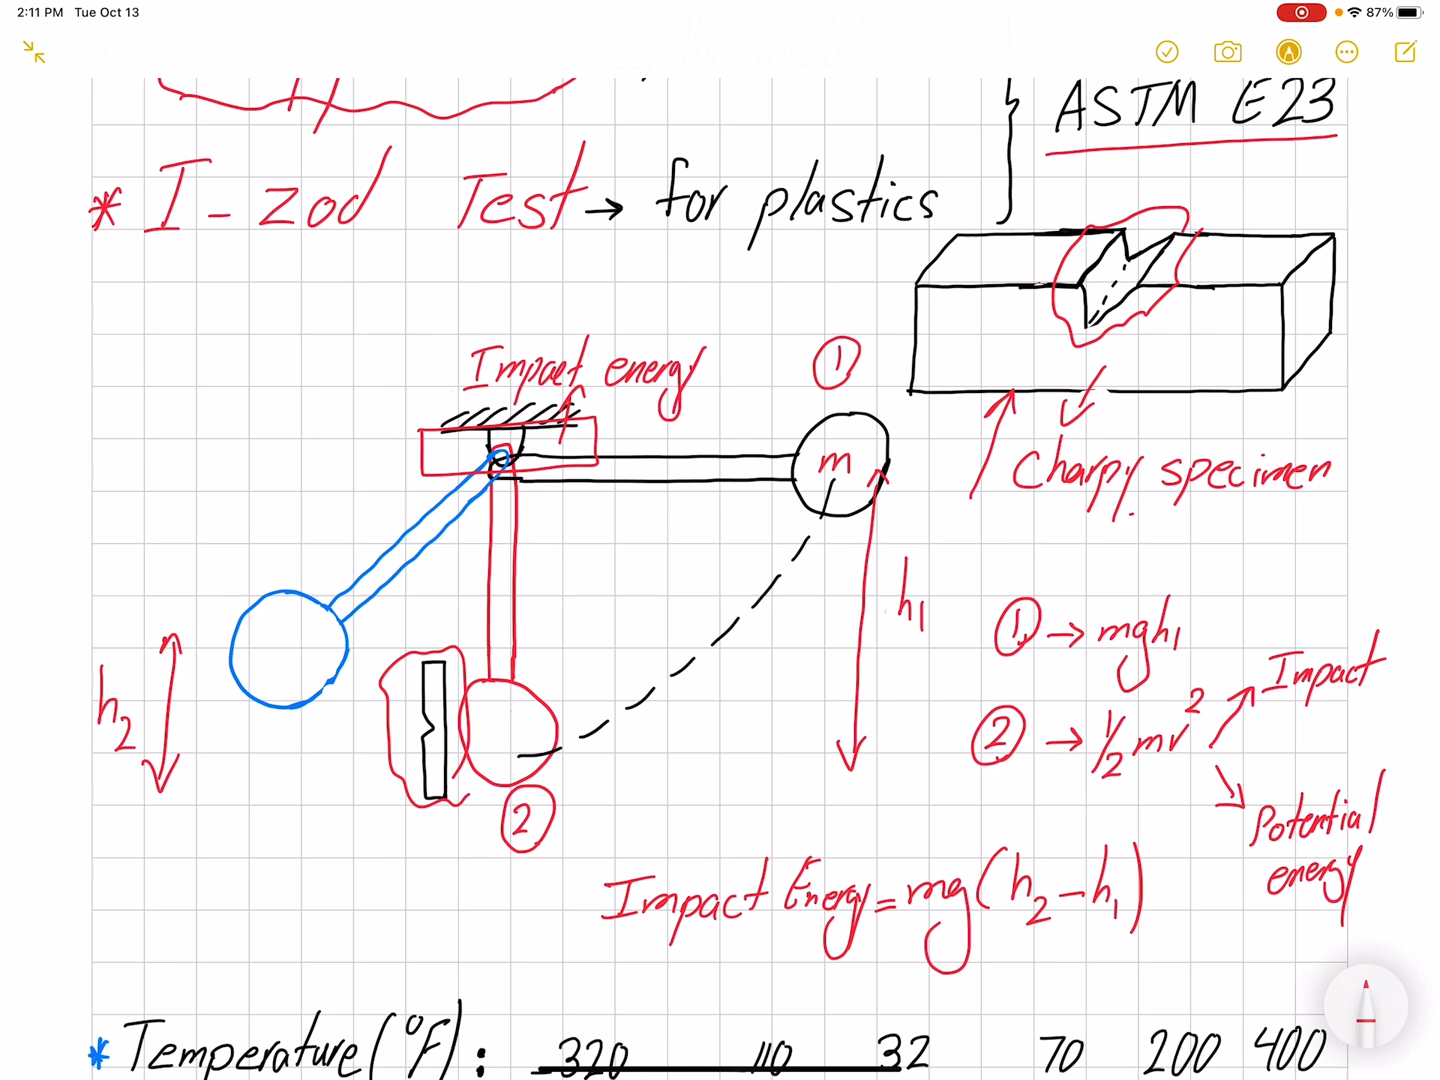 2:11 PM Tue Oct 13
87%
for metals
ASTM E23
* I-zod Test → for plastics
Impact energy
1
m
Charpy specimen
h1
h2
2
① → mgh1
② → 1/2 mv²
Impact
Potential
energy
Impact Energy = mg(h2 - h1)
* Temperature (°F): -320 -110 32 70 200 400